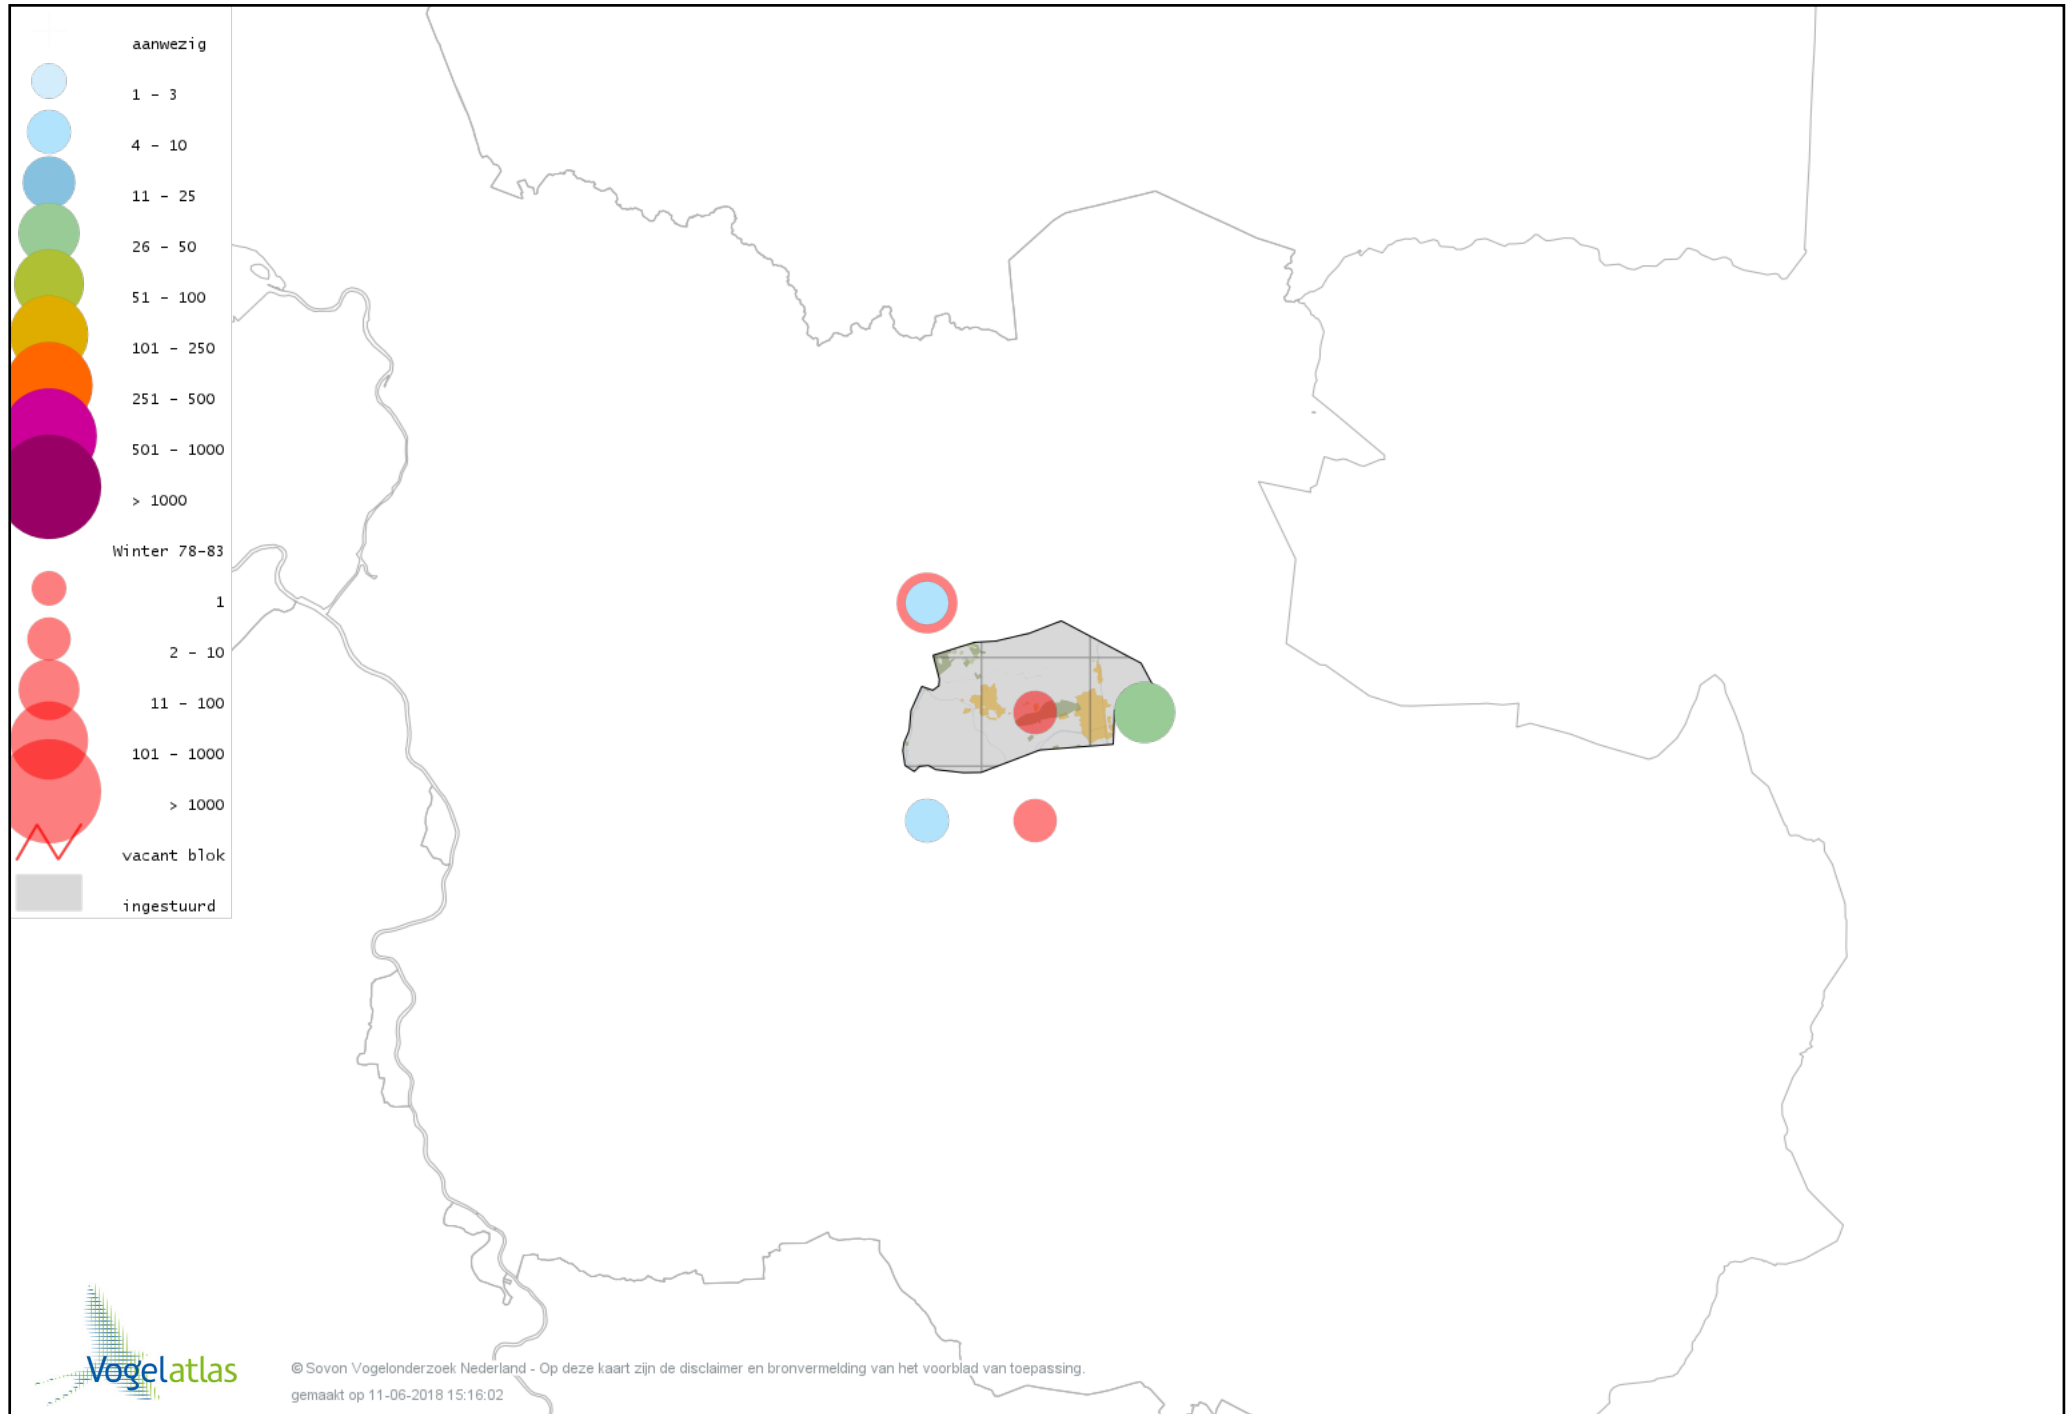 aanwezig
1 - 3
4 - 10
11 - 25
26 - 50
51 - 100
101 - 250
251 - 500
501 - 1000
> 1000
Winter 78-83
1
2 - 10
11 - 100
101 - 1000
> 1000
vacant blok
ingestuurd
Vogelatlas
© Sovon Vogelonderzoek Nederland - Op deze kaart zijn de disclaimer en bronvermelding van het voorblad van toepassing.
gemaakt op 11-06-2018 15:16:02